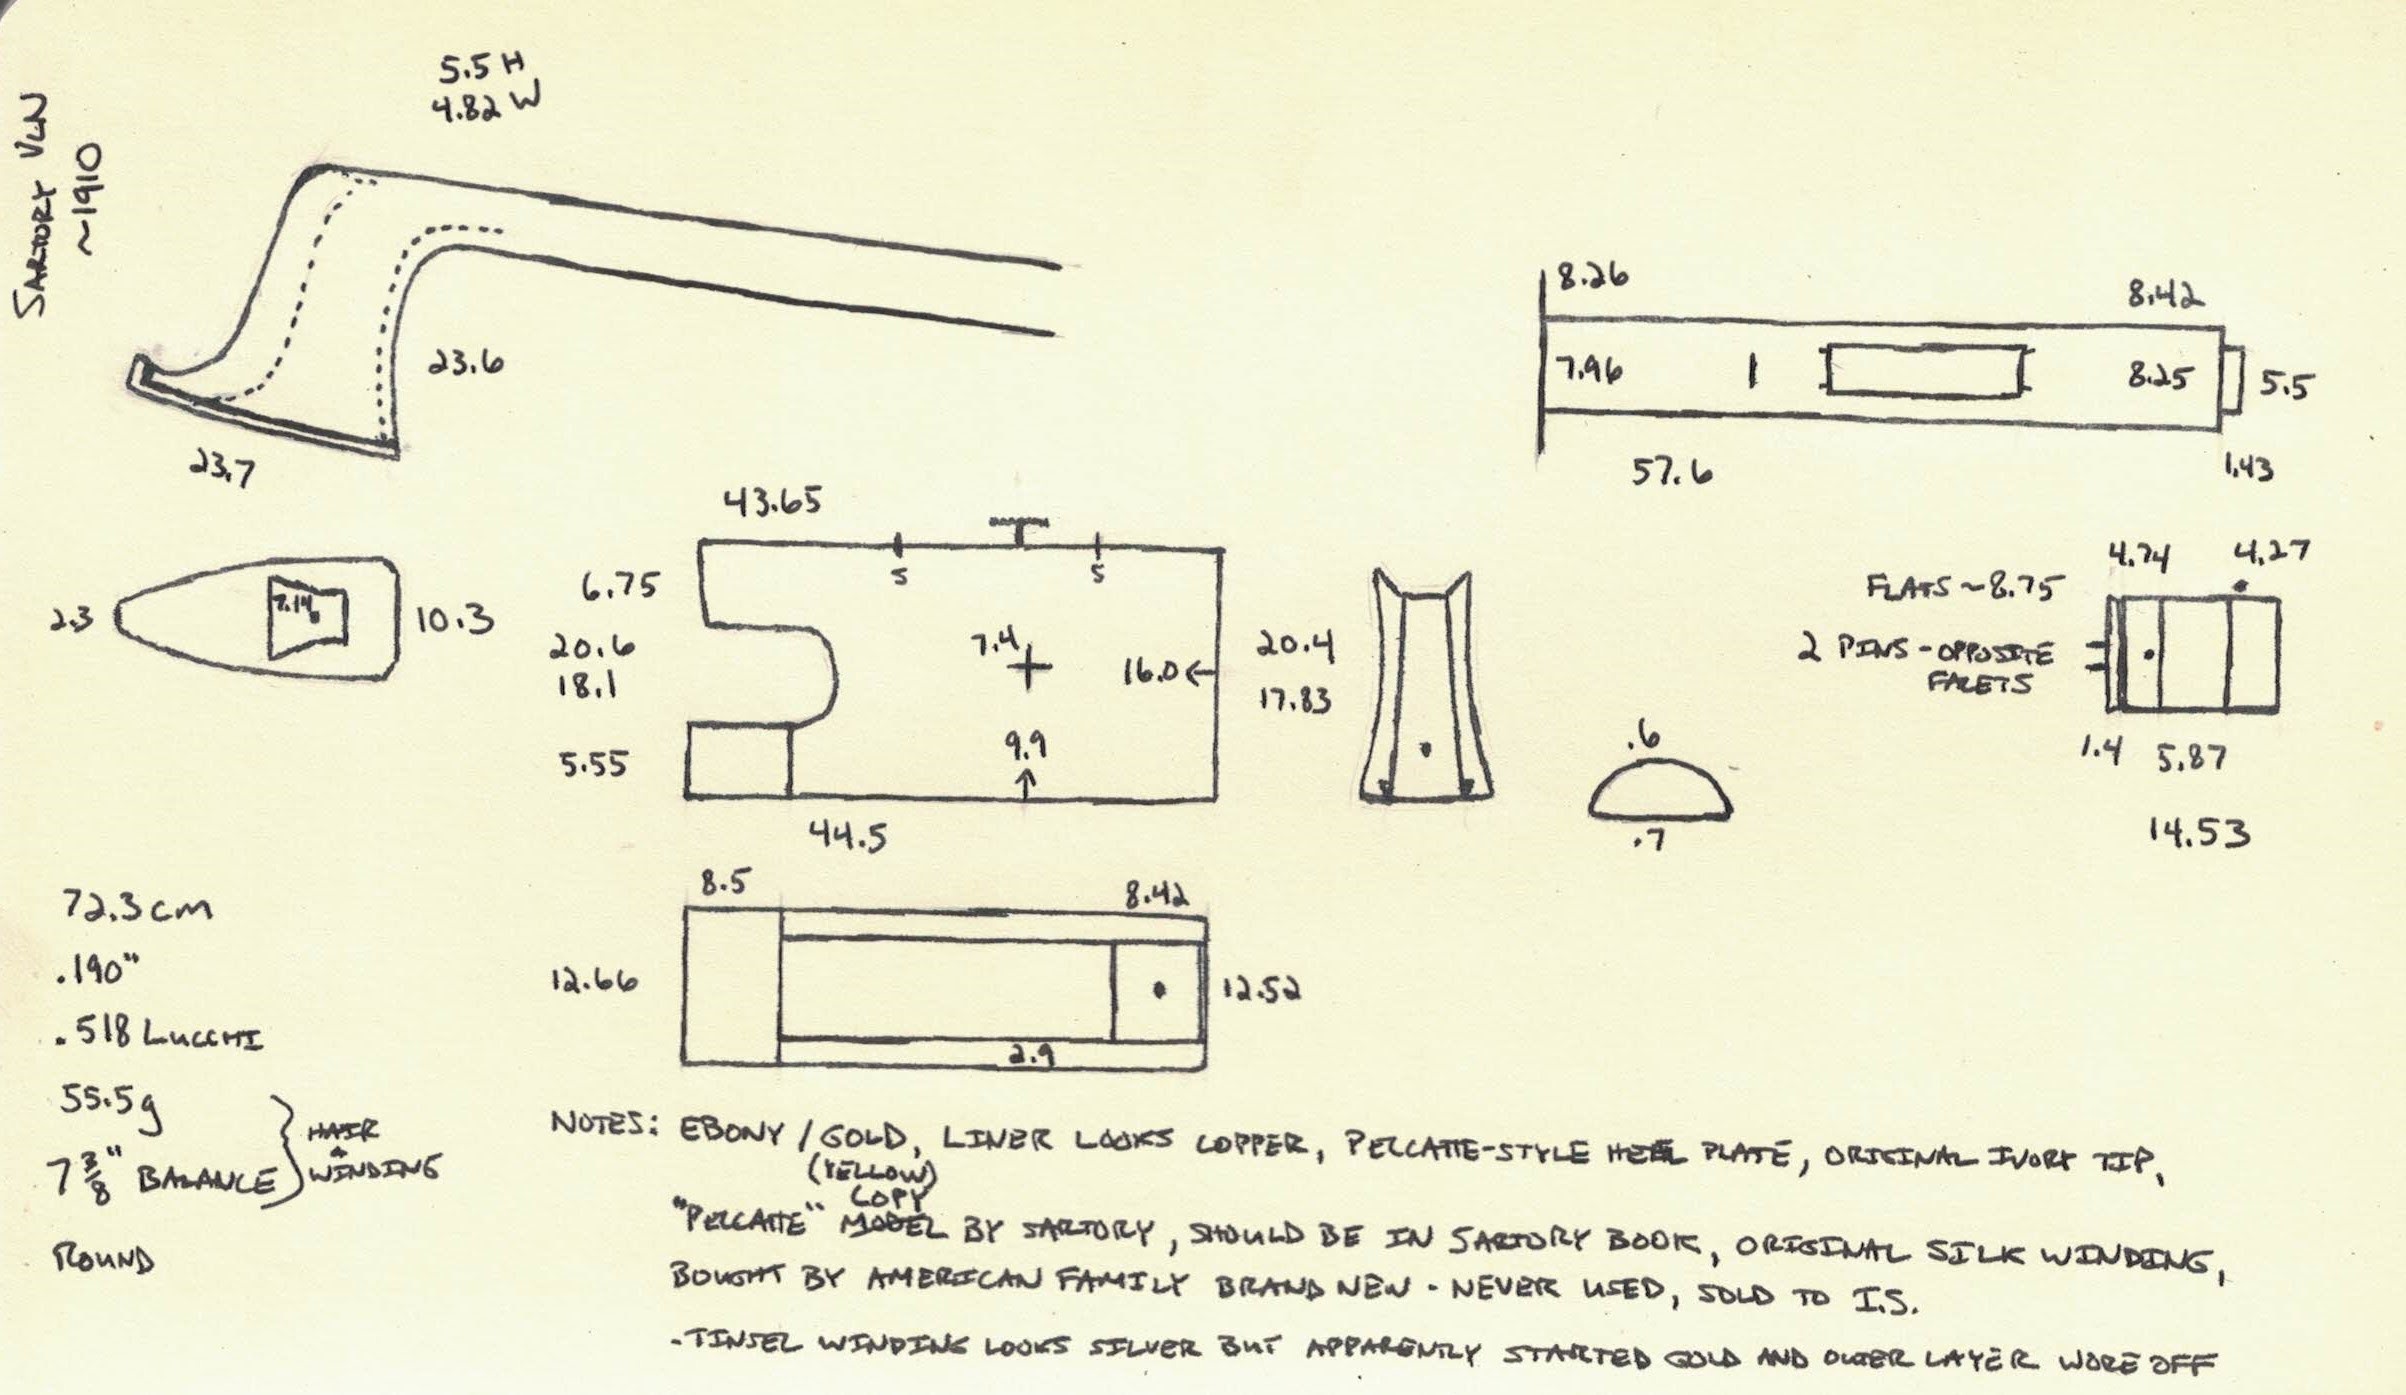 SARTORY VLN
~1910
5.5 H
4.82 W
23.6
23.7
8.26
8.42
7.96
8.25
5.5
57.6
1.43
2.3
7.14
10.3
43.65
5
5
6.75
20.6
18.1
5.55
7.4
16.0←
9.9
44.5
20.4
17.83
.6
.7
4.74
4.27
FLATS ~8.75
2 PINS - OPPOSITE
FACETS
1.4
5.87
14.53
8.5
8.42
12.66
12.52
2.9
72.3cm
.190"
.518 LUCCHI
55.5g
7 3/8" BALANCE
HAIR
+
WINDING
ROUND
NOTES: EBONY / GOLD, LINER LOOKS COPPER, PECCATTE-STYLE HEEL PLATE, ORIGINAL IVORY TIP,
(YELLOW)
COPY
"PECCATTE" MODEL BY SARTORY, SHOULD BE IN SARTORY BOOK, ORIGINAL SILK WINDING,
BOUGHT BY AMERICAN FAMILY BRAND NEW - NEVER USED, SOLD TO I.S.
-TINSEL WINDING LOOKS SILVER BUT APPARENTLY STARTED GOLD AND OUTER LAYER WORE OFF